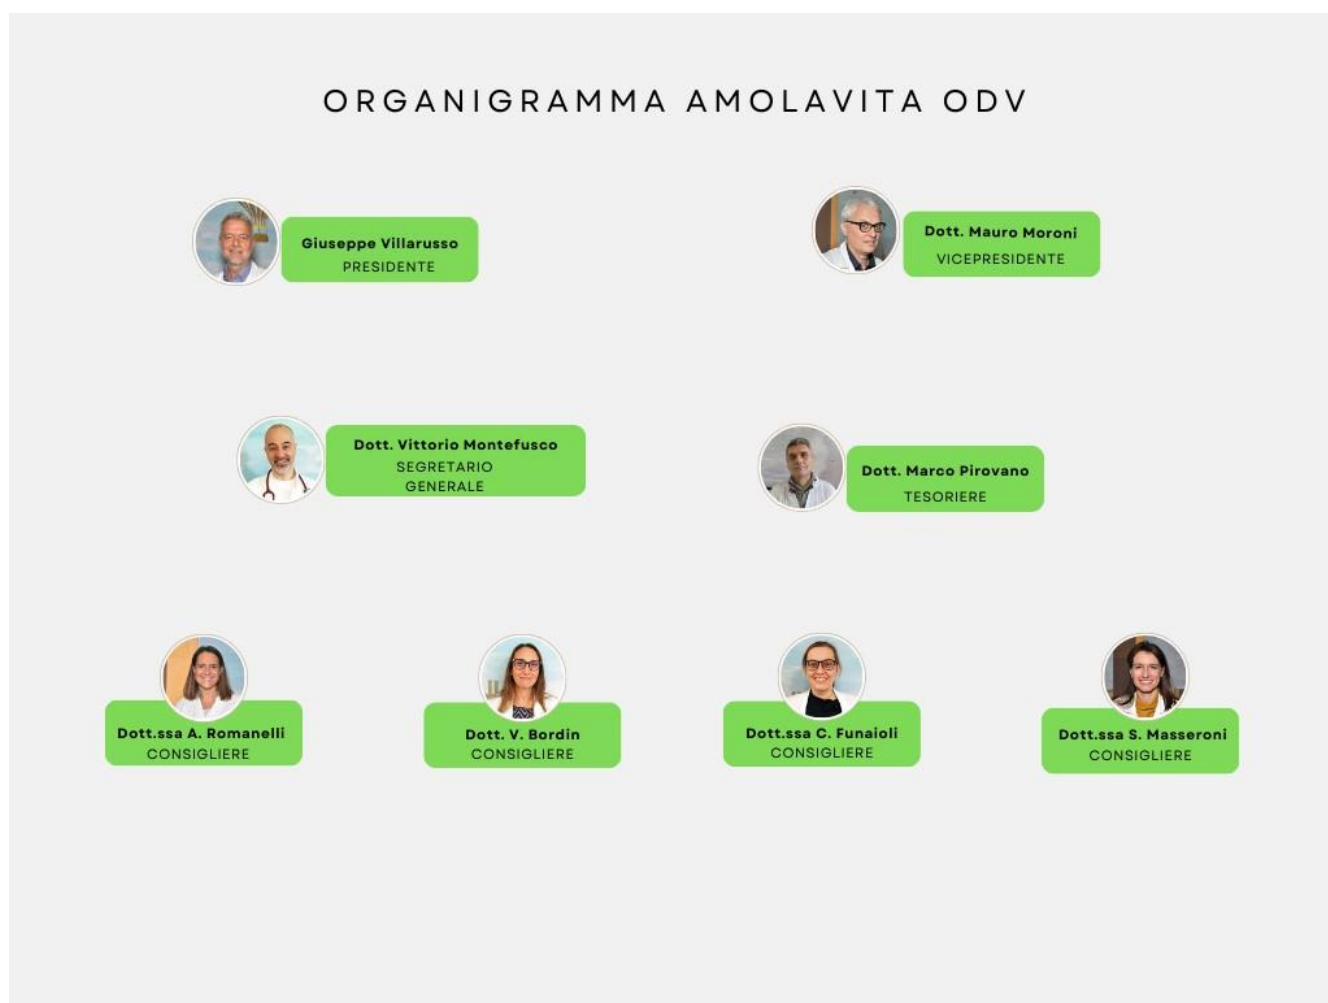 ORGANIGRAMMA AMOLAVITA ODV
Giuseppe Villarusso
PRESIDENTE
Dott. Mauro Moroni
VICEPRESIDENTE
Dott. Vittorio Montefusco
SEGRETARIO
GENERALE
Dott. Marco Pirovano
TESORIERE
Dott.ssa A. Romanelli
CONSIGLIERE
Dott. V. Bordin
CONSIGLIERE
Dott.ssa C. Funaioli
CONSIGLIERE
Dott.ssa S. Masseroni
CONSIGLIERE